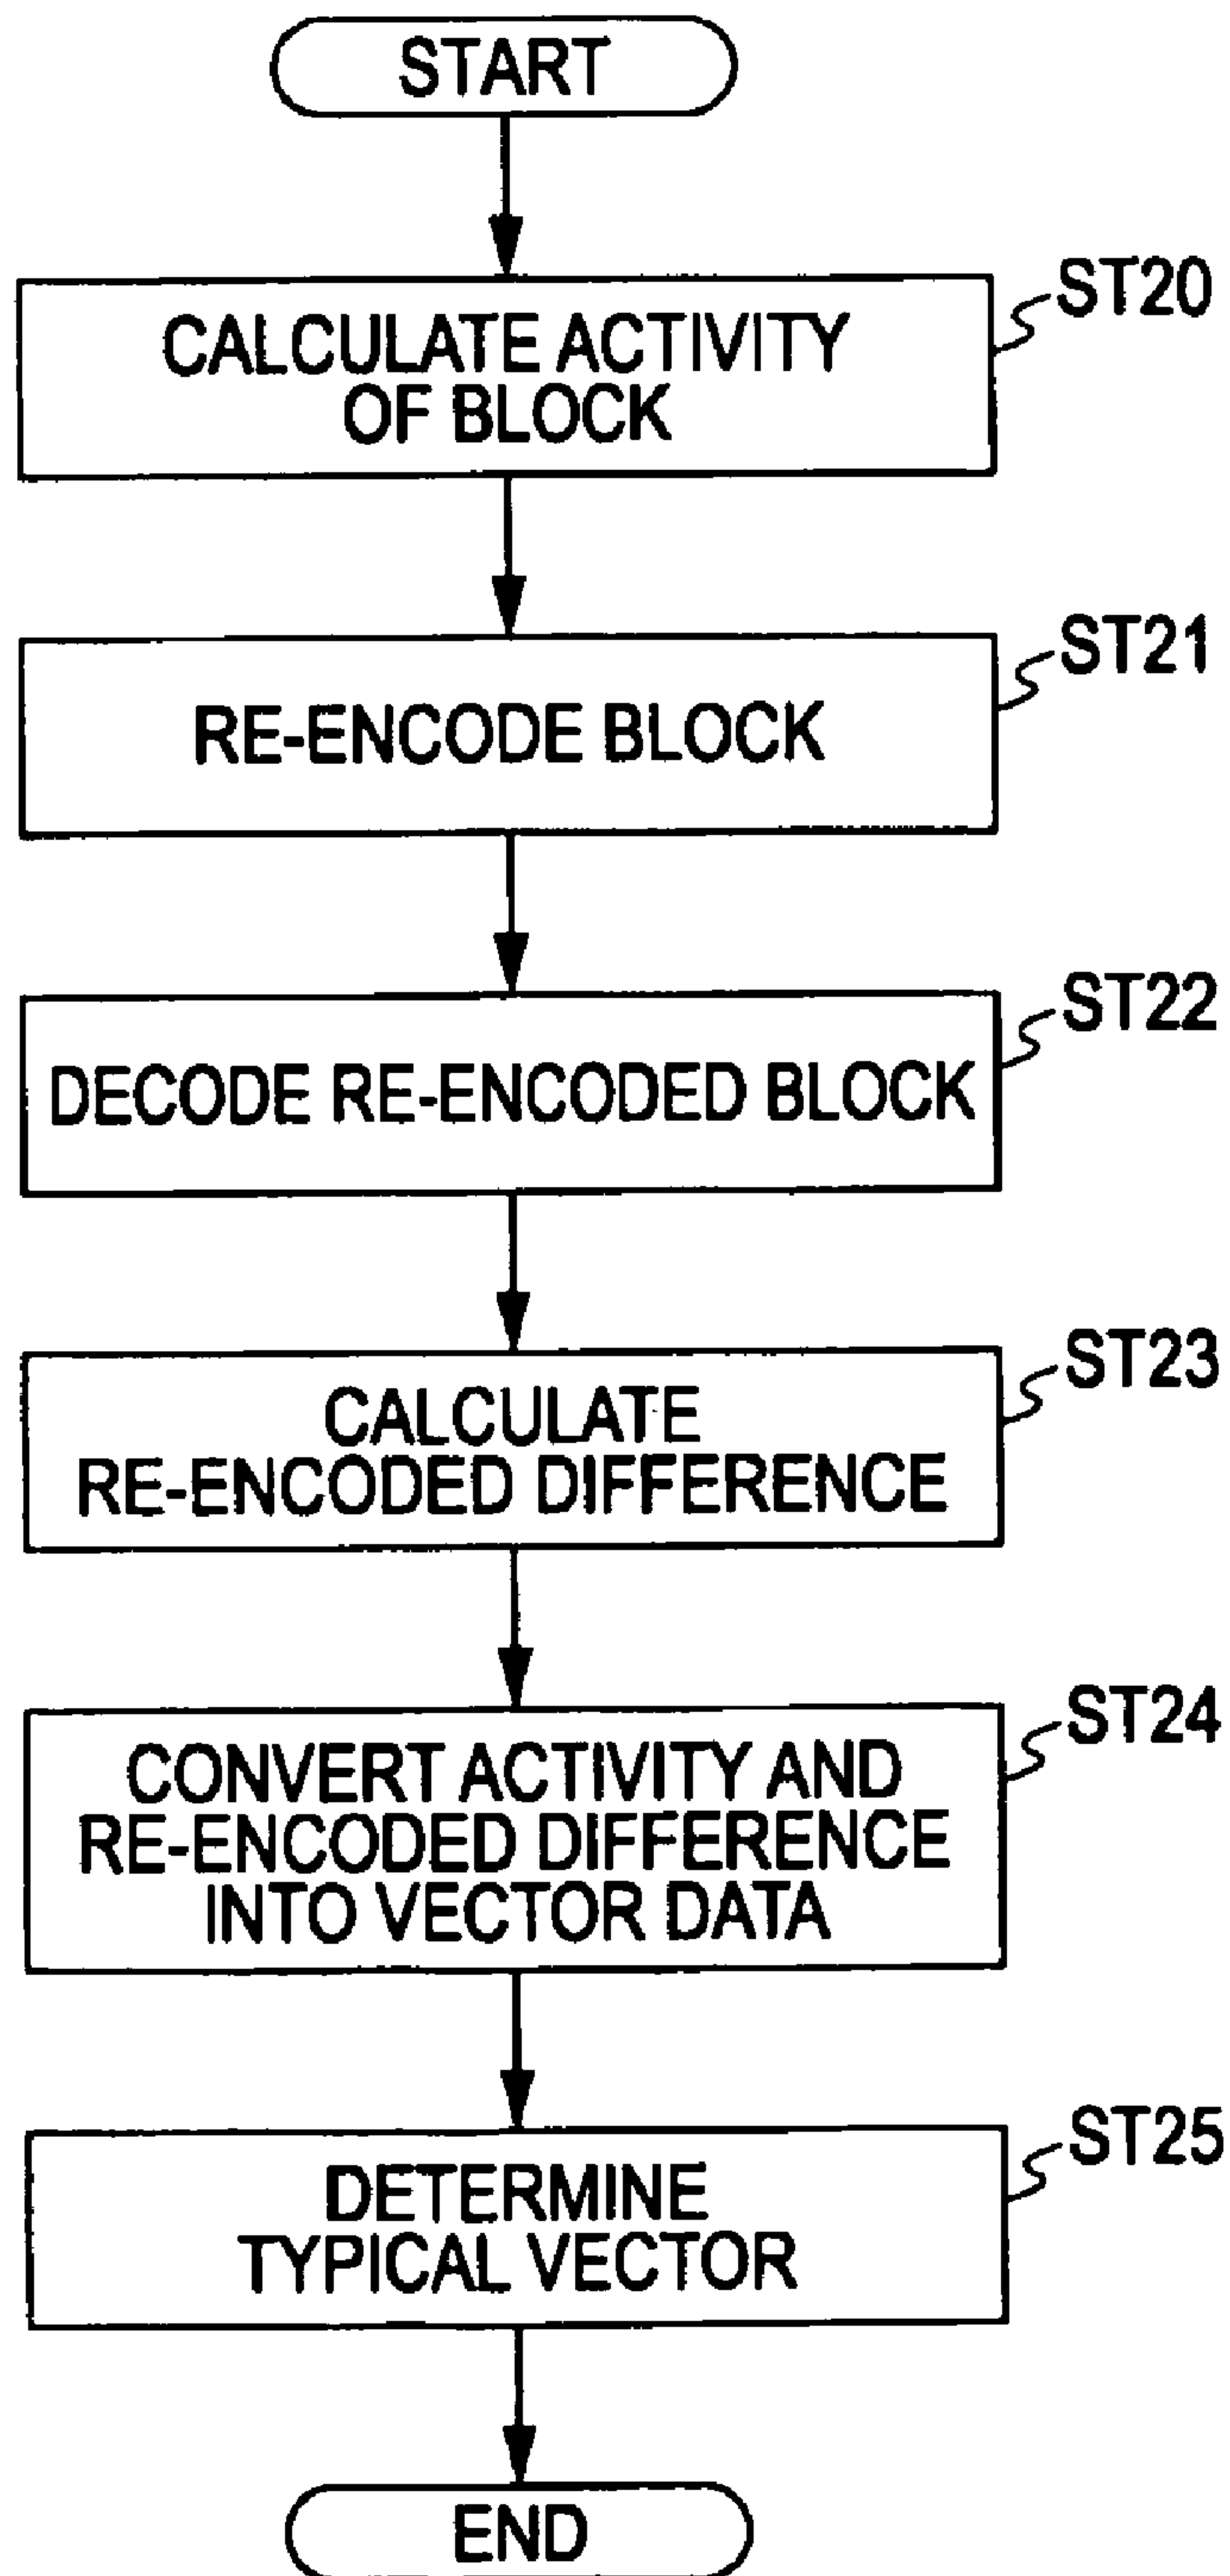 START
ST20
CALCULATE ACTIVITY
OF BLOCK
ST21
RE-ENCODE BLOCK
ST22
DECODE RE-ENCODED BLOCK
ST23
CALCULATE
RE-ENCODED DIFFERENCE
ST24
CONVERT ACTIVITY AND
RE-ENCODED DIFFERENCE
INTO VECTOR DATA
ST25
DETERMINE
TYPICAL VECTOR
END